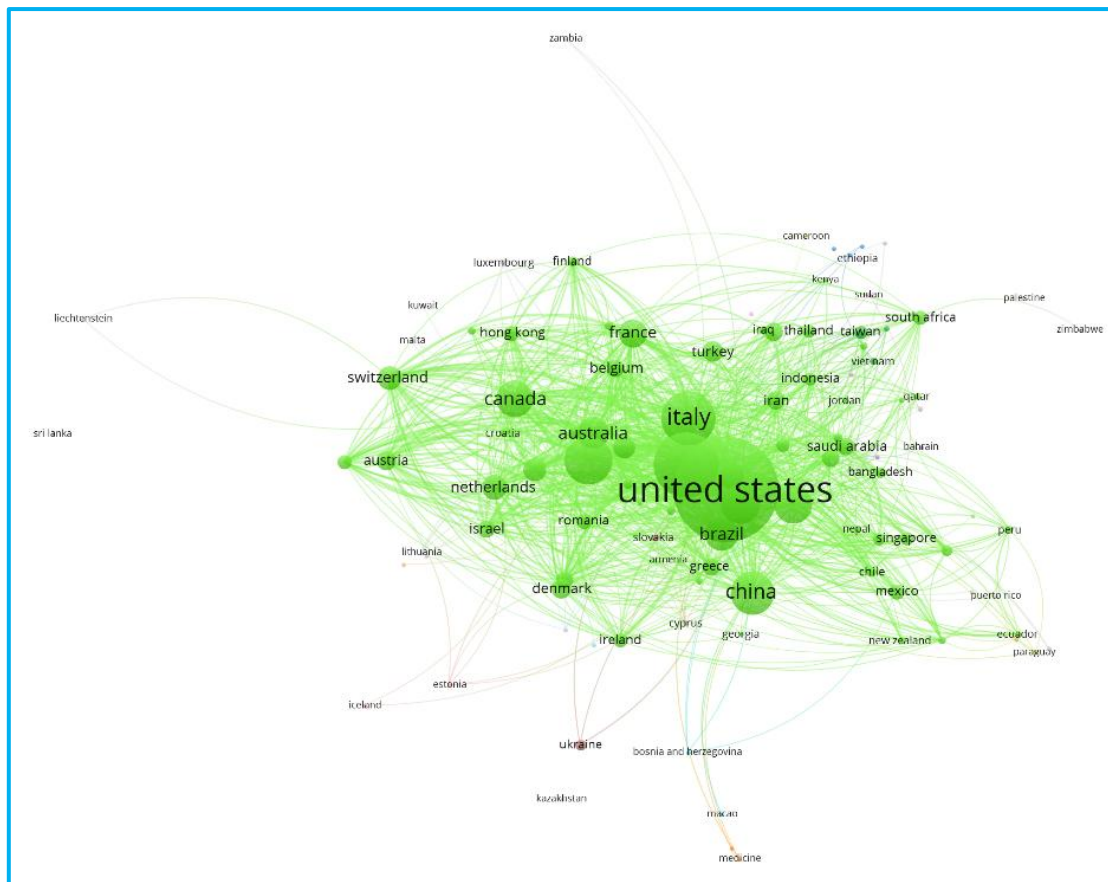 zambia
cameroon
ethiopia
luxembourg
finland
kenya
sudan
palestine
kuwait
liechtenstein
south africa
zimbabwe
hong kong
france
iraq
thailand
taiwan
malta
turkey
belgium
vietnam
switzerland
indonesia
canada
iran
jordan
qatar
italy
croatia
australia
sri lanka
saudi arabia
bahrain
austria
bangladesh
netherlands
united states
romania
israel
nepal
brazil
slovakia
singapore
peru
lithuania
armenia
greece
chile
denmark
china
mexico
puerto rico
cyprus
georgia
ireland
new zealand
ecuador
paraguay
estonia
iceland
ukraine
bosnia and herzegovina
kazakhstan
macao
medicine